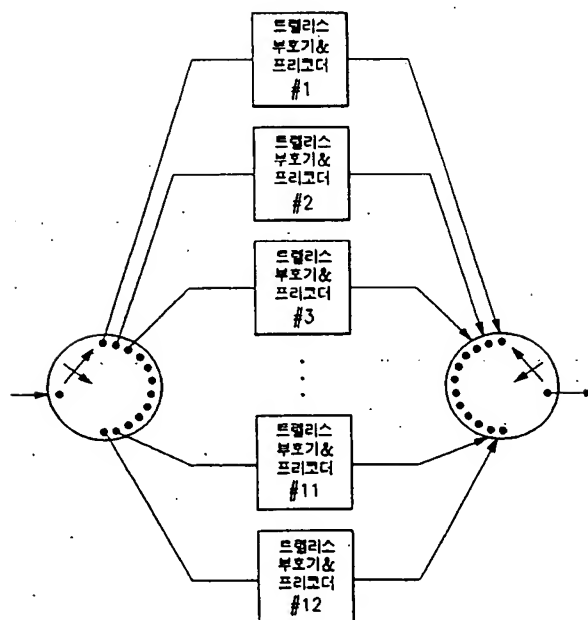 트렐리스
부호기&
프리코더
#1
트렐리스
부호기&
프리코더
#2
트렐리스
부호기&
프리코더
#3
트렐리스
부호기&
프리코더
#11
트렐리스
부호기&
프리코더
#12